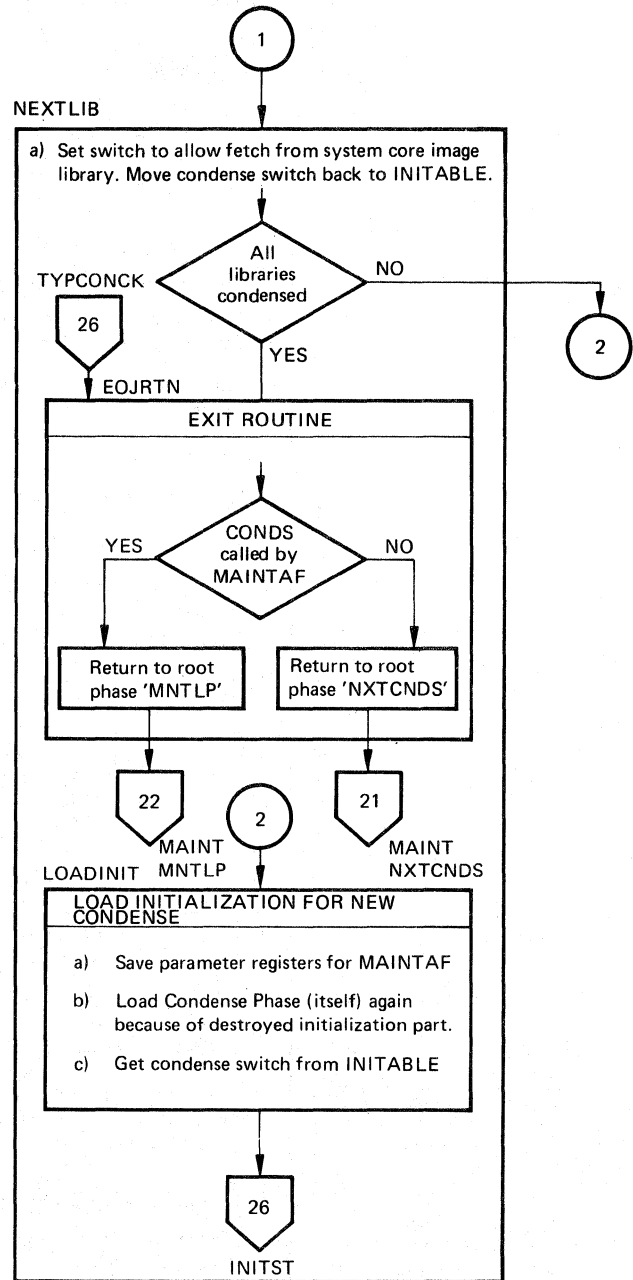 1
NEXTLIB
a) Set switch to allow fetch from system core image
library. Move condense switch back to INITABLE.
All
libraries
condensed
NO
2
TYPCONCK
26
YES
EOJRTN
EXIT ROUTINE
CONDS
called by
MAINTAF
YES
NO
Return to root
phase 'MNTLP'
Return to root
phase 'NXTCNDS'
22
MAINT
MNTLP
2
21
MAINT
NXTCNDS
LOADINIT
LOAD INITIALIZATION FOR NEW
CONDENSE
a) Save parameter registers for MAINTAF
b) Load Condense Phase (itself) again
because of destroyed initialization part.
c) Get condense switch from INITABLE
26
INITST